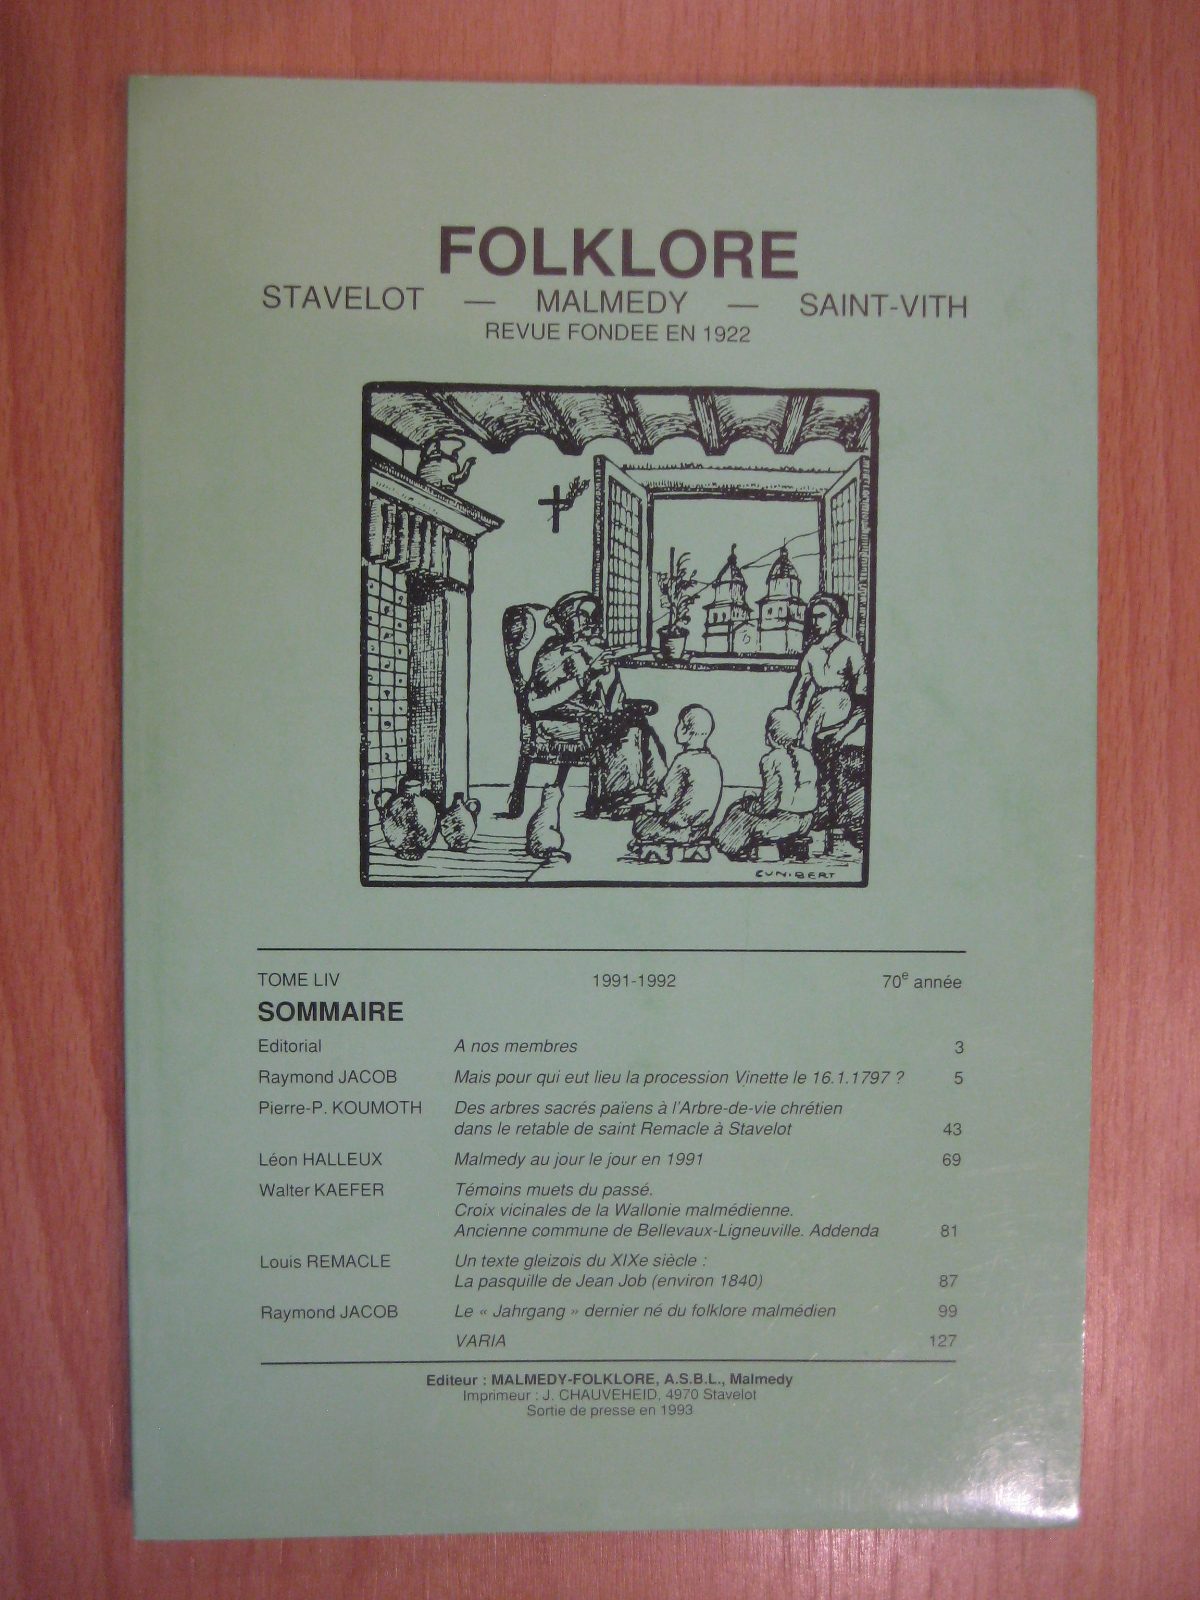 FOLKLORE
STAVELOT — MALMEDY — SAINT-VITH
REVUE FONDEE EN 1922
CUNIBERT
TOME LIV 1991-1992 70e année
SOMMAIRE
Editorial A nos membres 3
Raymond JACOB Mais pour qui eut lieu la procession Vinette le 16.1.1797 ? 5
Pierre-P. KOUMOTH Des arbres sacrés païens à l'Arbre-de-vie chrétien
dans le retable de saint Remacle à Stavelot 43
Léon HALLEUX Malmedy au jour le jour en 1991 69
Walter KAEFER Témoins muets du passé.
Croix vicinales de la Wallonie malmédienne.
Ancienne commune de Bellevaux-Ligneuville. Addenda 81
Louis REMACLE Un texte gleizois du XIXe siècle :
La pasquille de Jean Job (environ 1840) 87
Raymond JACOB Le « Jahrgang » dernier né du folklore malmédien 99
VARIA 127
Editeur : MALMEDY-FOLKLORE, A.S.B.L., Malmedy
Imprimeur : J. CHAUVEHEID, 4970 Stavelot
Sortie de presse en 1993